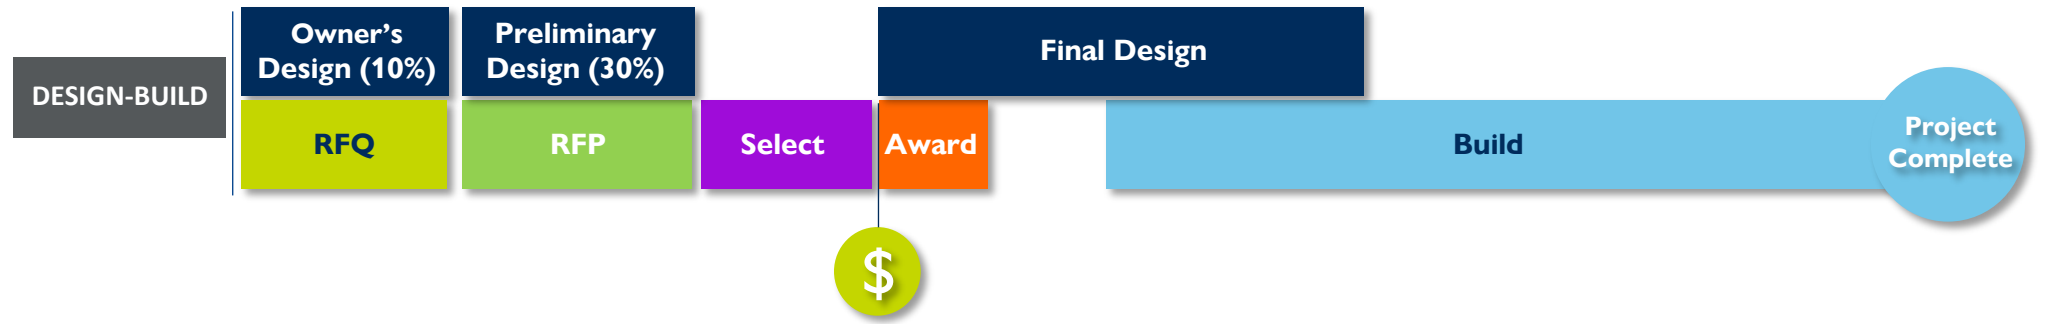 DESIGN-BUILD
Owner’s
Design (10%)
Preliminary
Design (30%)
Final Design
RFQ
RFP
Select
Award
Build
Project
Complete
$